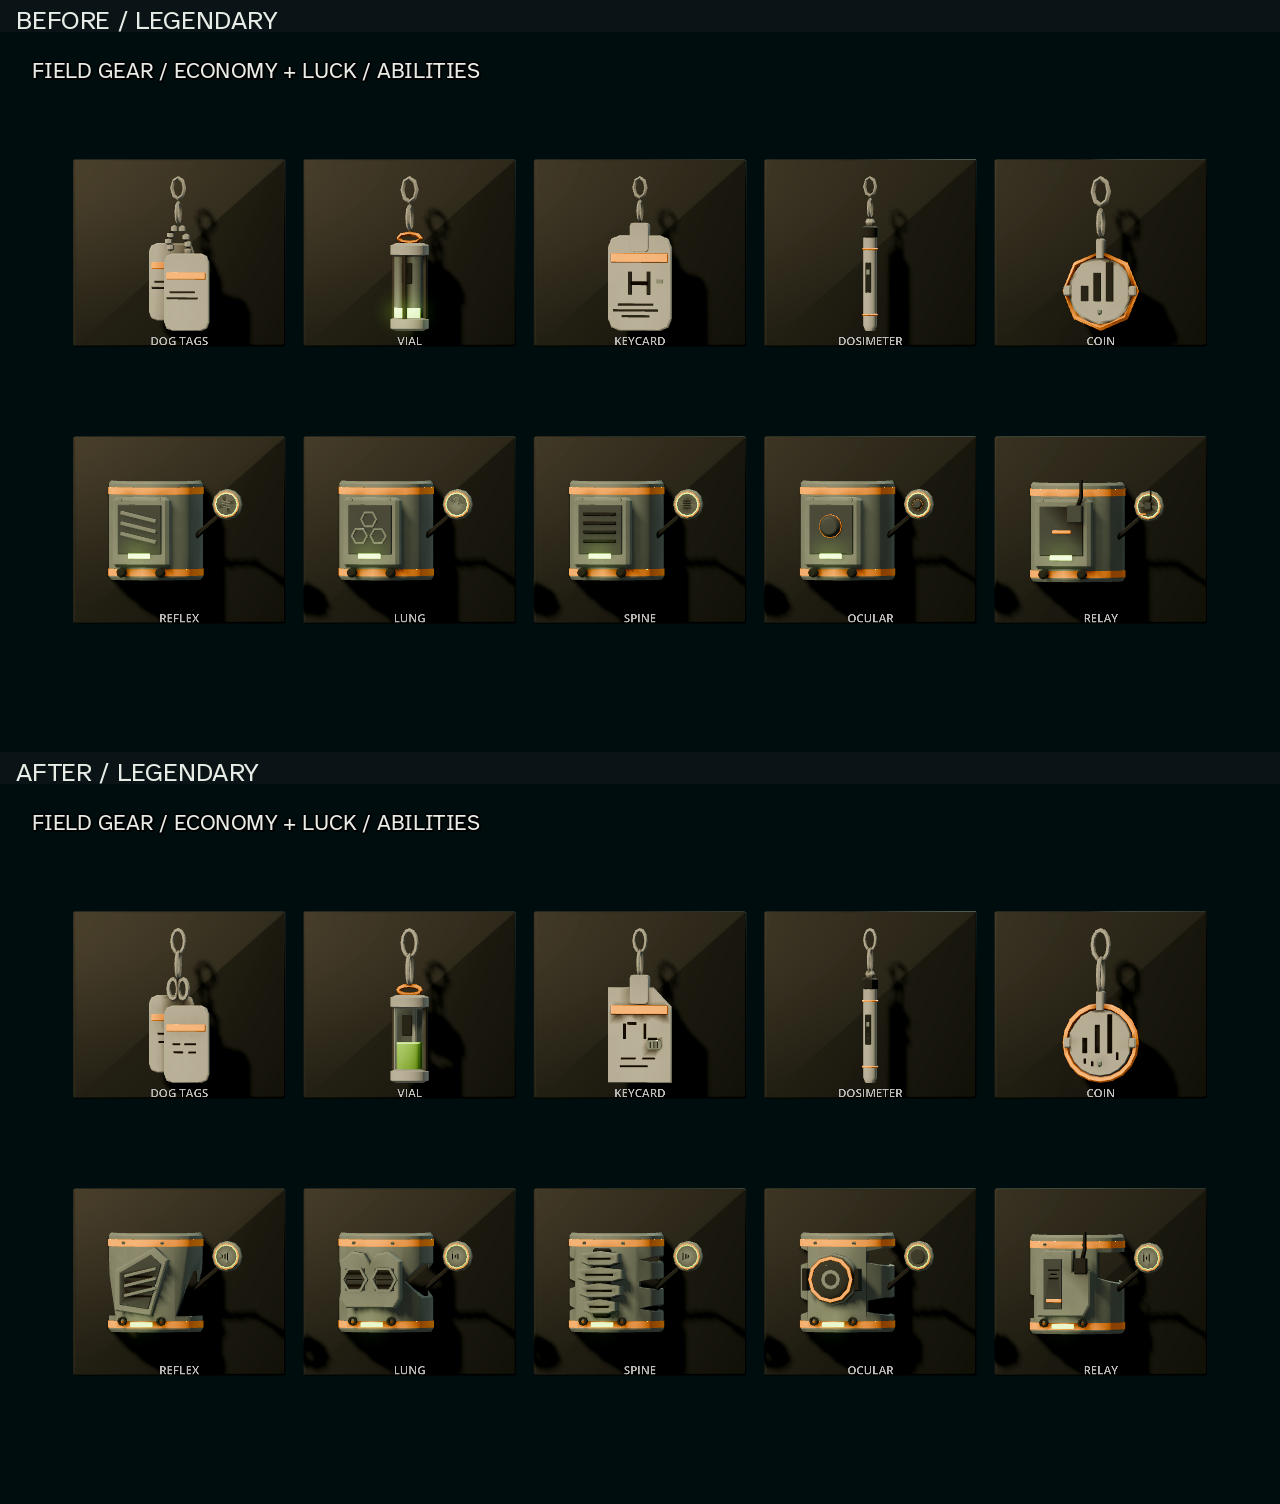 BEFORE / LEGENDARY
FIELD GEAR / ECONOMY + LUCK / ABILITIES
H
DOG TAGS VIAL KEYCARD DOSIMETER COIN
REFLEX LUNG SPINE OCULAR RELAY
AFTER / LEGENDARY
FIELD GEAR / ECONOMY + LUCK / ABILITIES
DOG TAGS VIAL KEYCARD DOSIMETER COIN
REFLEX LUNG SPINE OCULAR RELAY